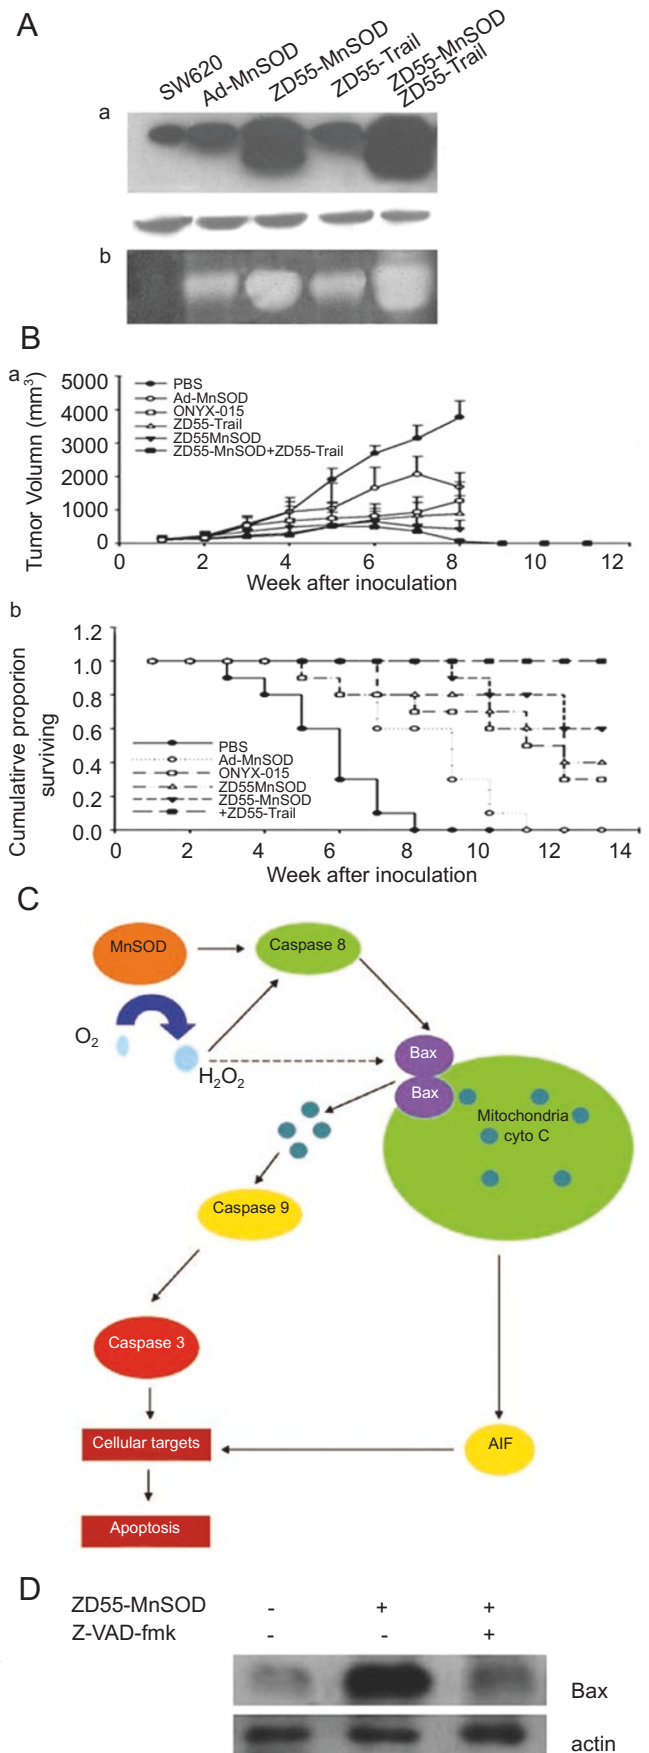 A
SW620
Ad-MnSOD
ZD55-MnSOD
ZD55-Trail
ZD55-MnSOD
ZD55-Trail
a
b
B
a
Tumor Volumn (mm³)
5000
4000
3000
2000
1000
0
PBS
Ad-MnSOD
ONYX-015
ZD55-Trail
ZD55MnSOD
ZD55-MnSOD+ZD55-Trail
0 2 4 6 8 10 12
Week after inoculation
b
Cumulative proporion
surviving
1.2
1.0
0.8
0.6
0.4
0.2
0.0
PBS
Ad-MnSOD
ONYX-015
ZD55MnSOD
ZD55-MnSOD
+ZD55-Trail
0 2 4 6 8 10 12 14
Week after inoculation
C
MnSOD
Caspase 8
O₂
H₂O₂
Bax
Bax
Mitochondria
cyto C
Caspase 9
Caspase 3
Cellular targets
AIF
Apoptosis
D
ZD55-MnSOD - + +
Z-VAD-fmk - - +
Bax
actin